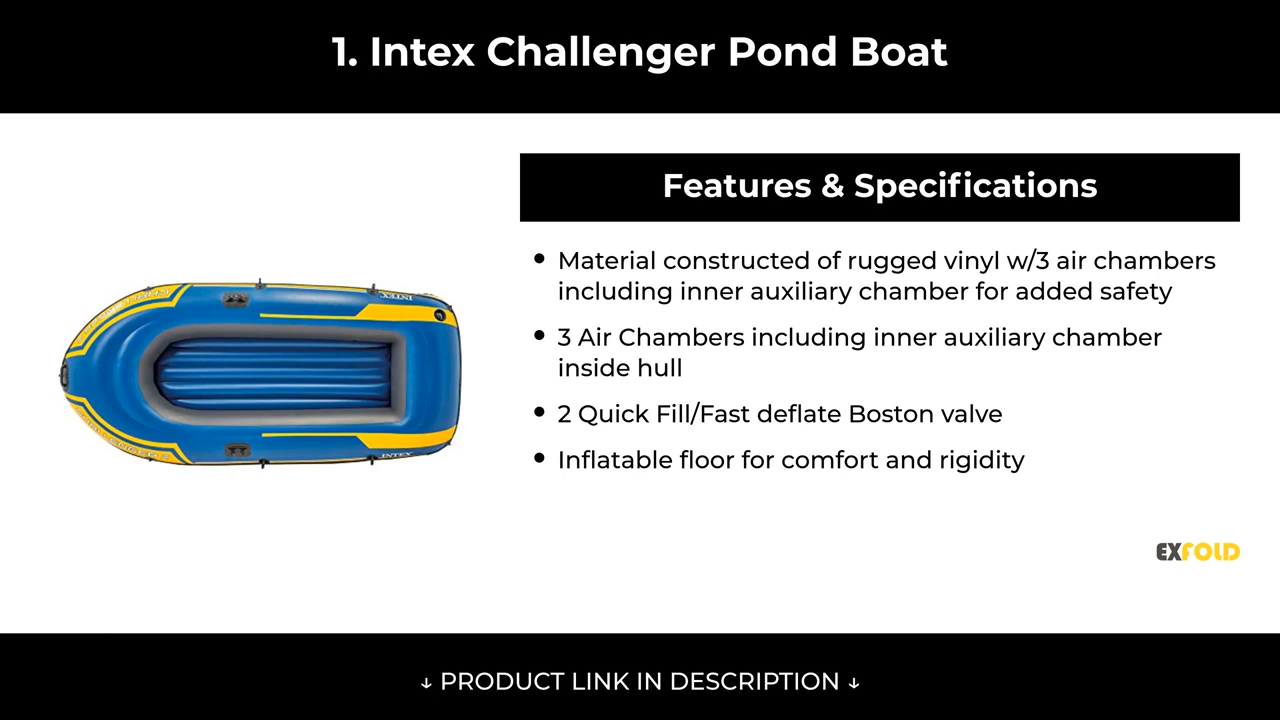 1. Intex Challenger Pond Boat
Features & Specifications
• Material constructed of rugged vinyl w/3 air chambers
including inner auxiliary chamber for added safety
• 3 Air Chambers including inner auxiliary chamber
inside hull
• 2 Quick Fill/Fast deflate Boston valve
• Inflatable floor for comfort and rigidity
INTEX
INTEX
EXFOLD
↓ PRODUCT LINK IN DESCRIPTION ↓